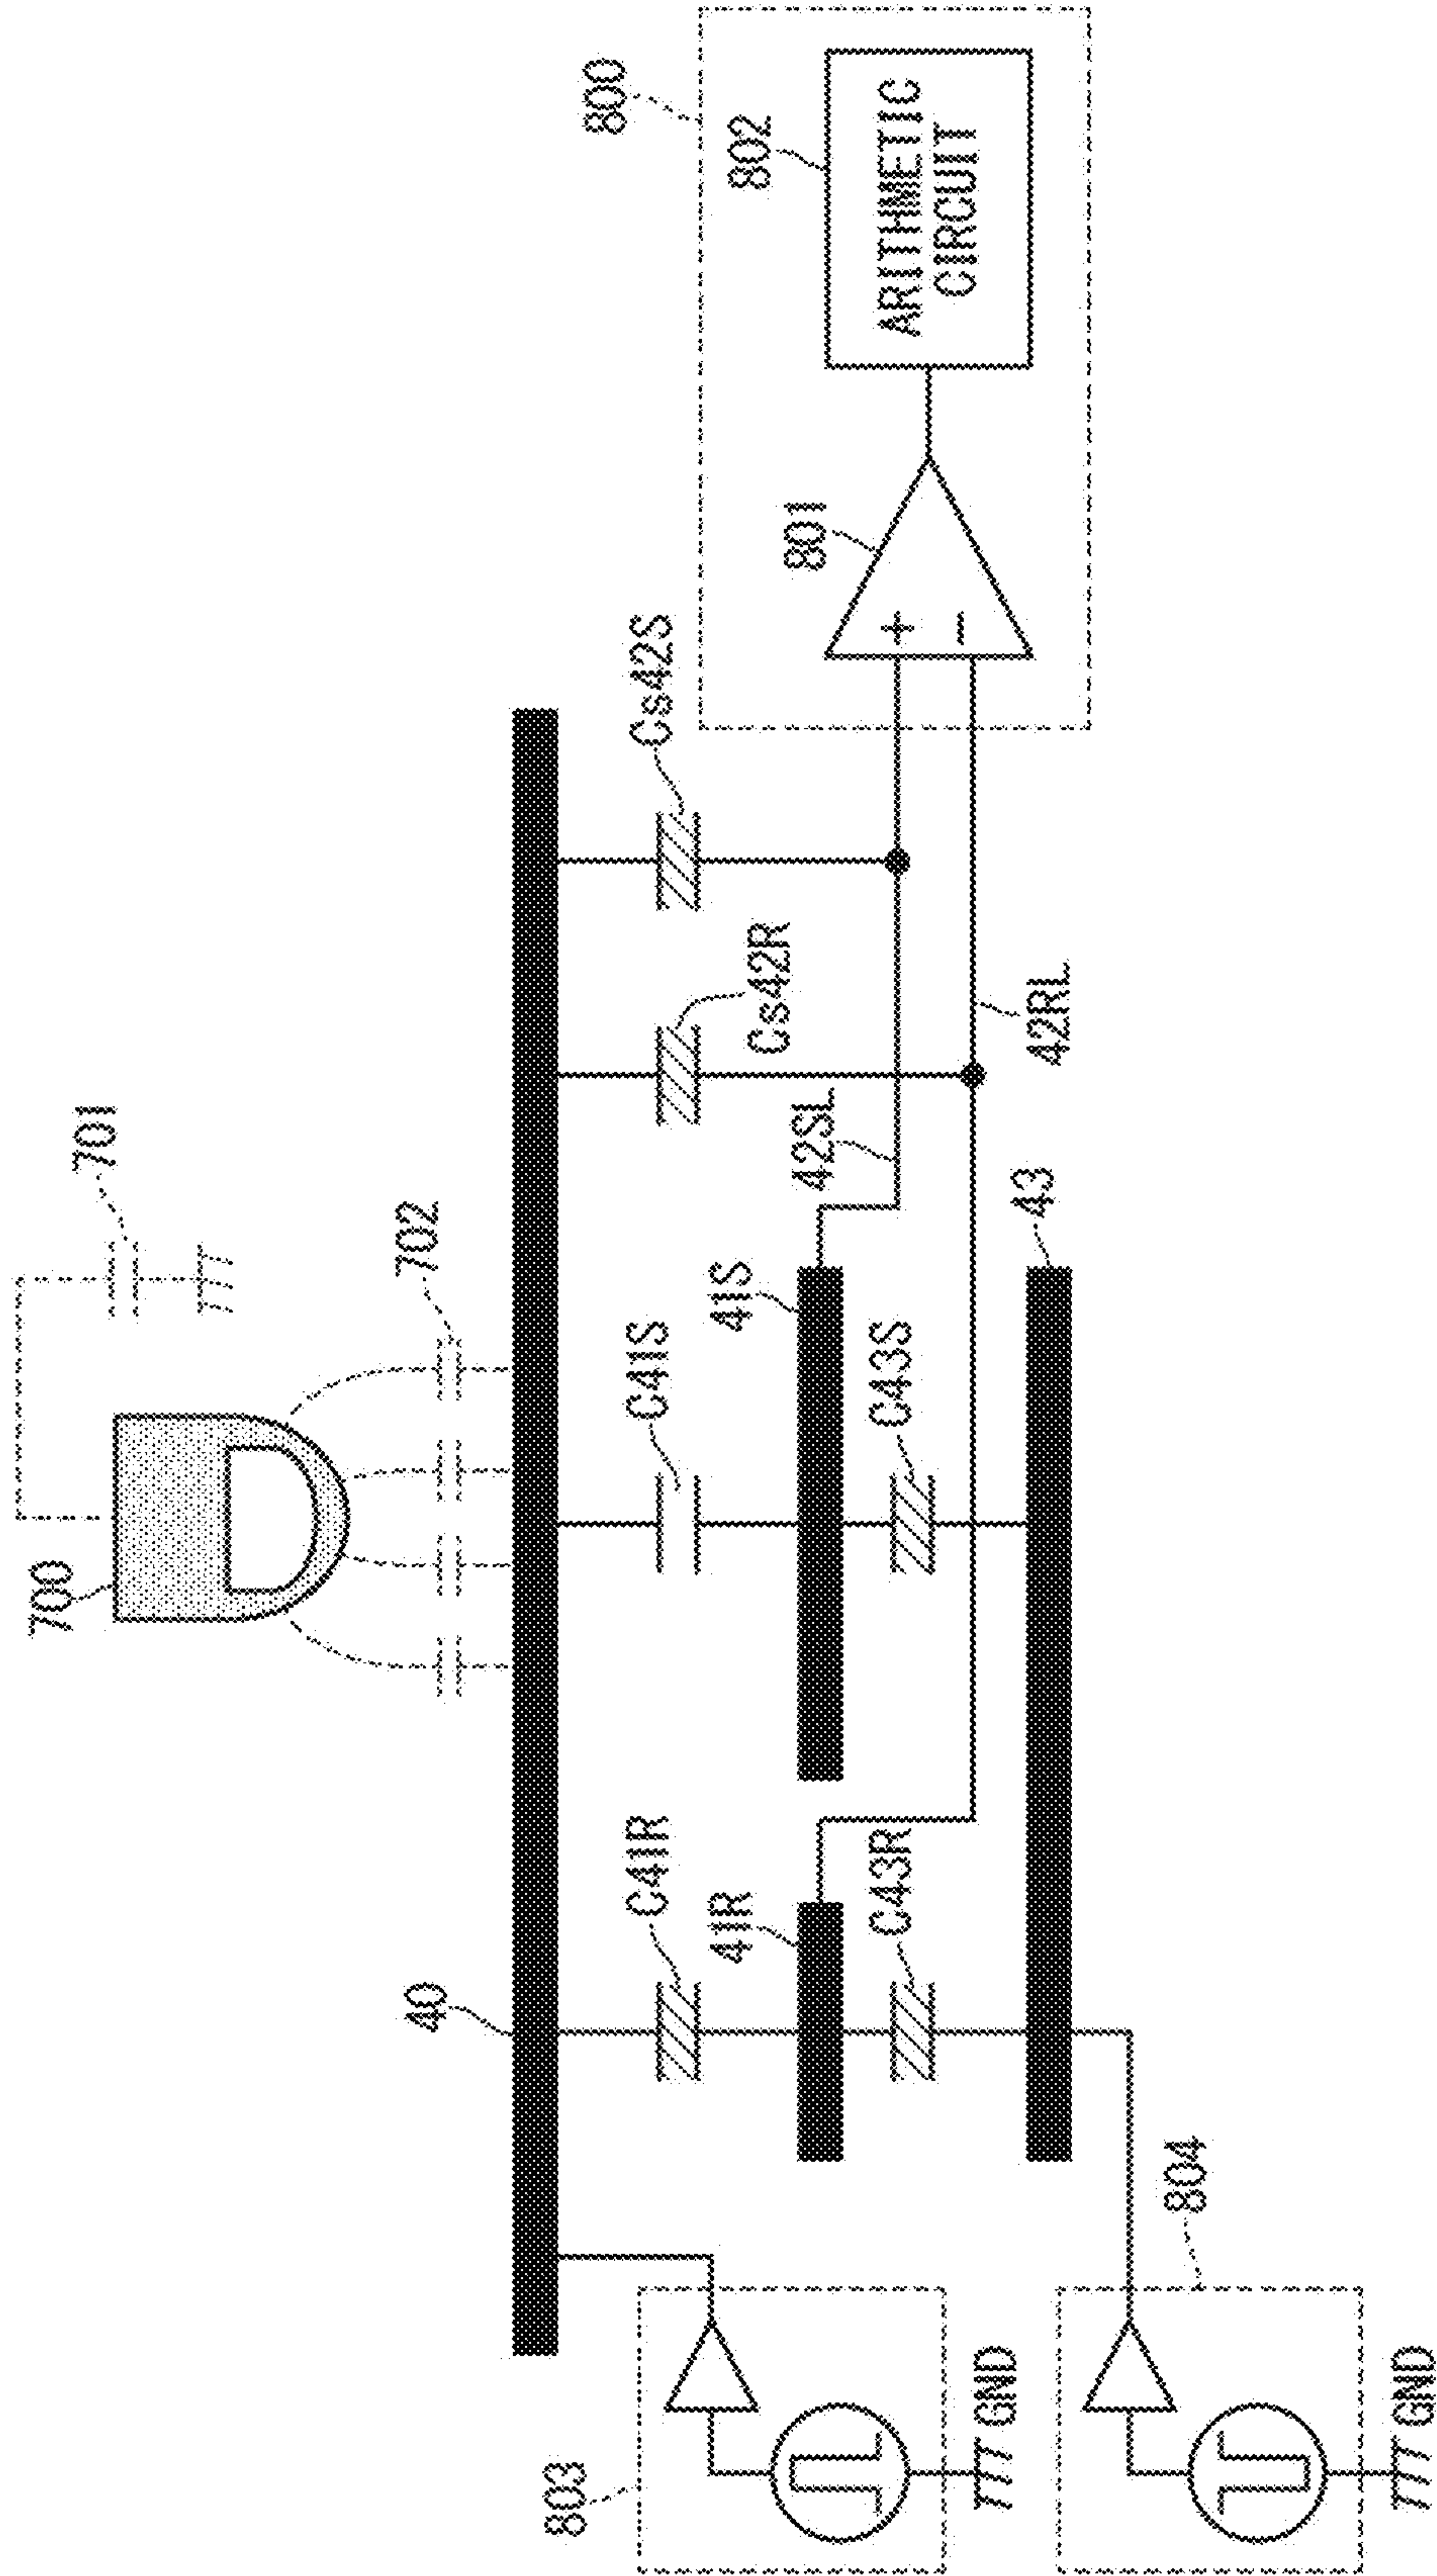 700
701
702
40
C41R
C41S
Cs42R
Cs42S
800
801
802
ARITHMETIC
CIRCUIT
+
−
41R
41S
42SL
C43R
C43S
42RL
43
803
GND
804
GND